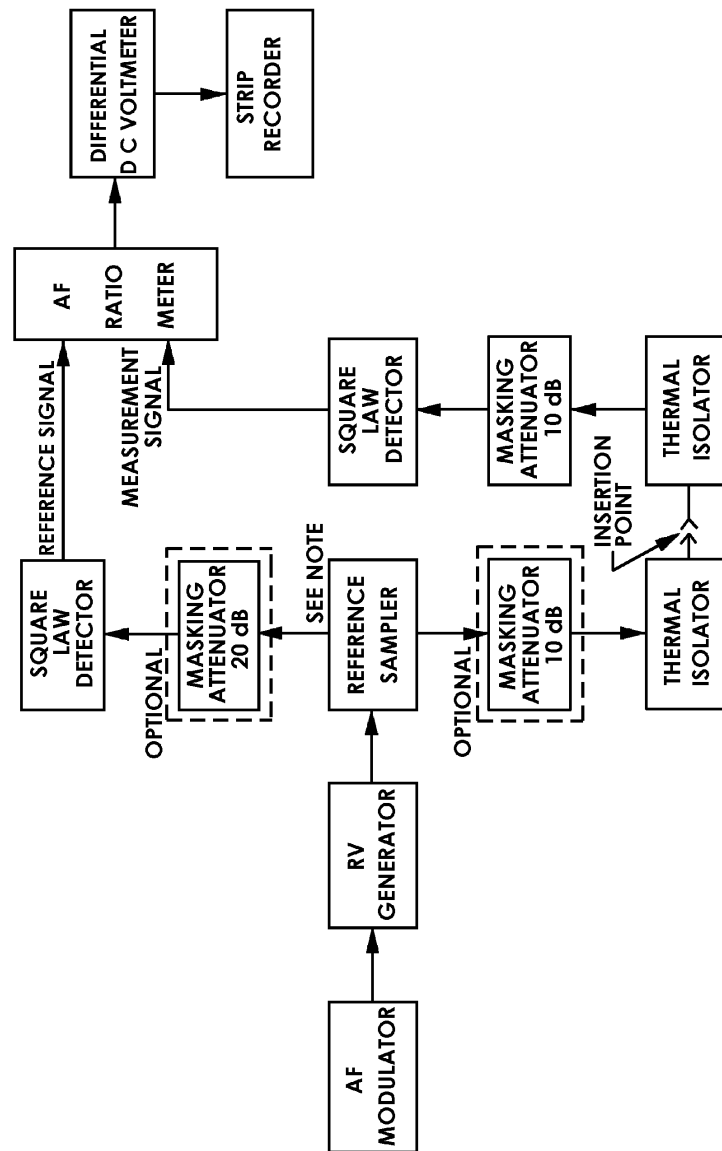 AF
MODULATOR
RV
GENERATOR
REFERENCE
SAMPLER
SEE NOTE
OPTIONAL
MASKING
ATTENUATOR
20 dB
SQUARE
LAW
DETECTOR
REFERENCE SIGNAL
OPTIONAL
MASKING
ATTENUATOR
10 dB
THERMAL
ISOLATOR
INSERTION
POINT
THERMAL
ISOLATOR
MASKING
ATTENUATOR
10 dB
SQUARE
LAW
DETECTOR
MEASUREMENT
SIGNAL
AF
RATIO
METER
DIFFERENTIAL
D C VOLTMETER
STRIP
RECORDER